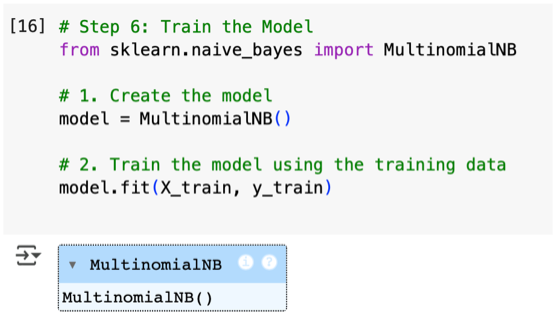 [16] # Step 6: Train the Model
from sklearn.naive_bayes import MultinomialNB
# 1. Create the model
model = MultinomialNB()
# 2. Train the model using the training data
model.fit(X_train, y_train)
▾ MultinomialNB i ?
MultinomialNB()